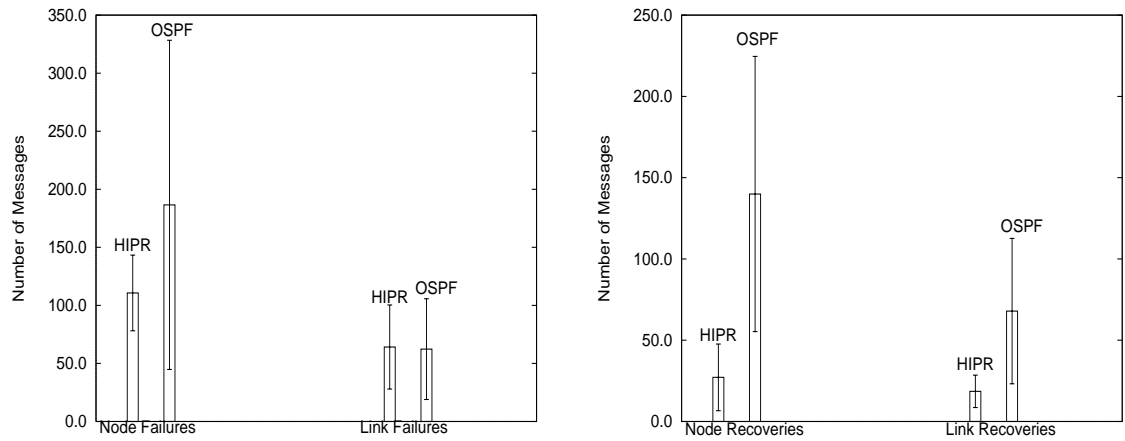 350.0
300.0
250.0
200.0
150.0
100.0
50.0
0.0
Number of Messages
OSPF
HIPR
HIPR
OSPF
Node Failures
Link Failures
250.0
200.0
150.0
100.0
50.0
0.0
Number of Messages
OSPF
HIPR
OSPF
HIPR
Node Recoveries
Link Recoveries